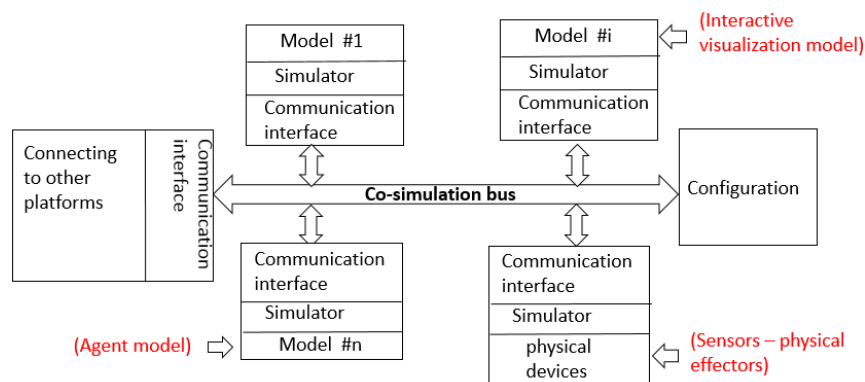 Model #1
Simulator
Communication
interface
Model #i
Simulator
Communication
interface
(Interactive
visualization model)
Connecting
to other
platforms
Communication
interface
Co-simulation bus
Configuration
Communication
interface
Simulator
Model #n
(Agent model)
Communication
interface
Simulator
physical
devices
(Sensors – physical
effectors)